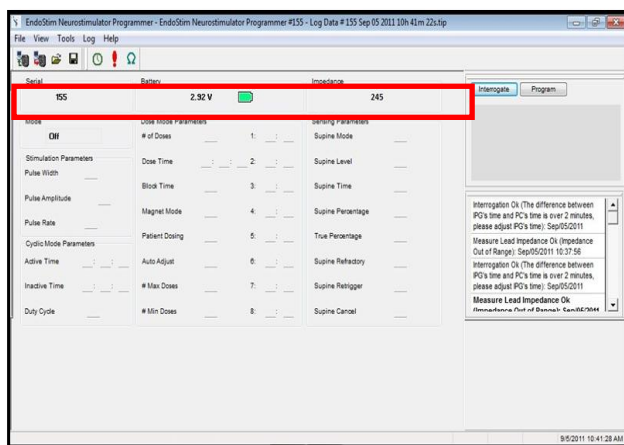 EndoStim Neurostimulator Programmer - EndoStim Neurostimulator Programmer #155 - Log Data # 155 Sep 05 2011 10h 41m 22s.tip
File View Tools Log Help
Serial Battery Impedance
155 2.92 V 245
Interrogate Program
Mode Dose Mode Parameters Sensing Parameters
Off # of Doses 1: : Supine Mode
Stimulation Parameters Dose Time : : 2: : Supine Level
Pulse Width
Block Time 3: : Supine Time
Pulse Amplitude
Magnet Mode 4: : Supine Percentage
Pulse Rate
Patient Dosing 5: : True Percentage
Cyclic Mode Parameters
Active Time : : Auto Adjust 6: : Supine Refractory
Inactive Time : : # Max Doses 7: : Supine Retrigger
Duty Cycle # Min Doses 8: : Supine Cancel
Interrogation Ok (The difference between
IPG's time and PC's time is over 2 minutes,
please adjust IPG's time): Sep/05/2011
Measure Lead Impedance Ok (Impedance
Out of Range): Sep/05/2011 10:37:56
Interrogation Ok (The difference between
IPG's time and PC's time is over 2 minutes,
please adjust IPG's time): Sep/05/2011
Measure Lead Impedance Ok
(Impedance Out of Range): Sep/05/2011
9/5/2011 10:41:28 AM